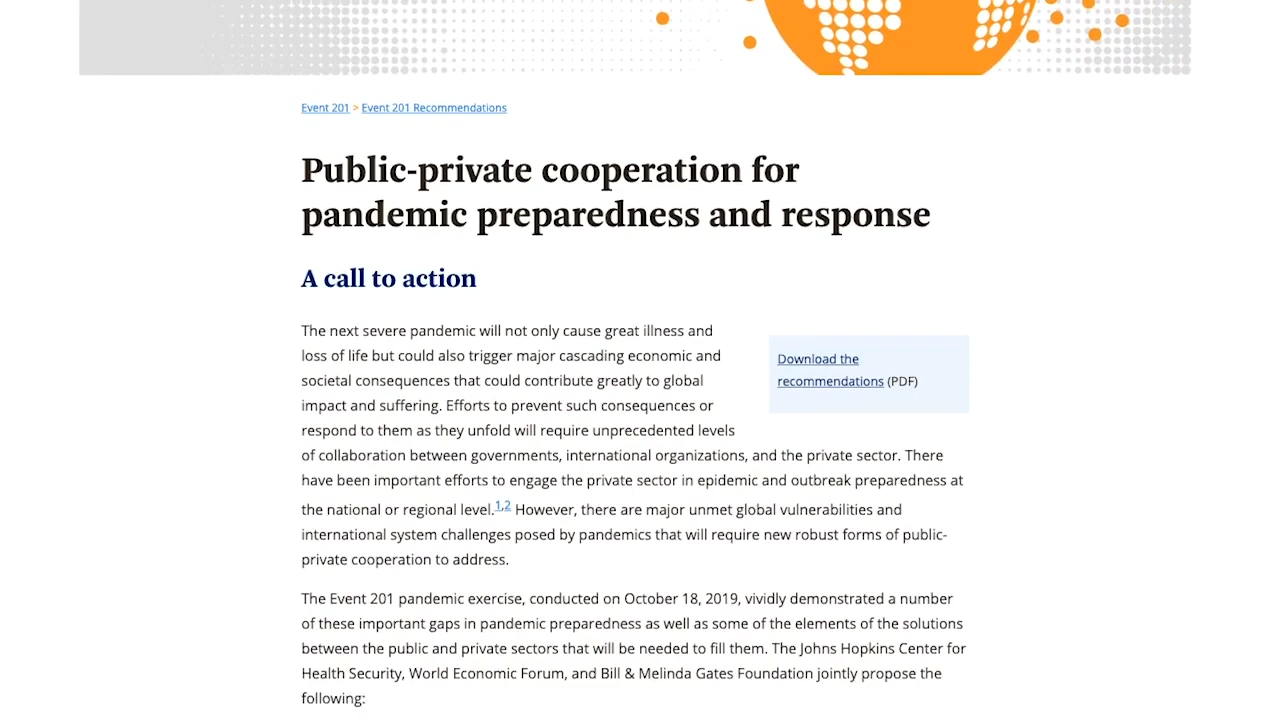 Event 201 > Event 201 Recommendations
Public-private cooperation for
pandemic preparedness and response
A call to action
The next severe pandemic will not only cause great illness and
loss of life but could also trigger major cascading economic and
societal consequences that could contribute greatly to global
impact and suffering. Efforts to prevent such consequences or
respond to them as they unfold will require unprecedented levels
of collaboration between governments, international organizations, and the private sector. There
have been important efforts to engage the private sector in epidemic and outbreak preparedness at
the national or regional level.1,2 However, there are major unmet global vulnerabilities and
international system challenges posed by pandemics that will require new robust forms of public-
private cooperation to address.
Download the
recommendations (PDF)
The Event 201 pandemic exercise, conducted on October 18, 2019, vividly demonstrated a number
of these important gaps in pandemic preparedness as well as some of the elements of the solutions
between the public and private sectors that will be needed to fill them. The Johns Hopkins Center for
Health Security, World Economic Forum, and Bill & Melinda Gates Foundation jointly propose the
following: